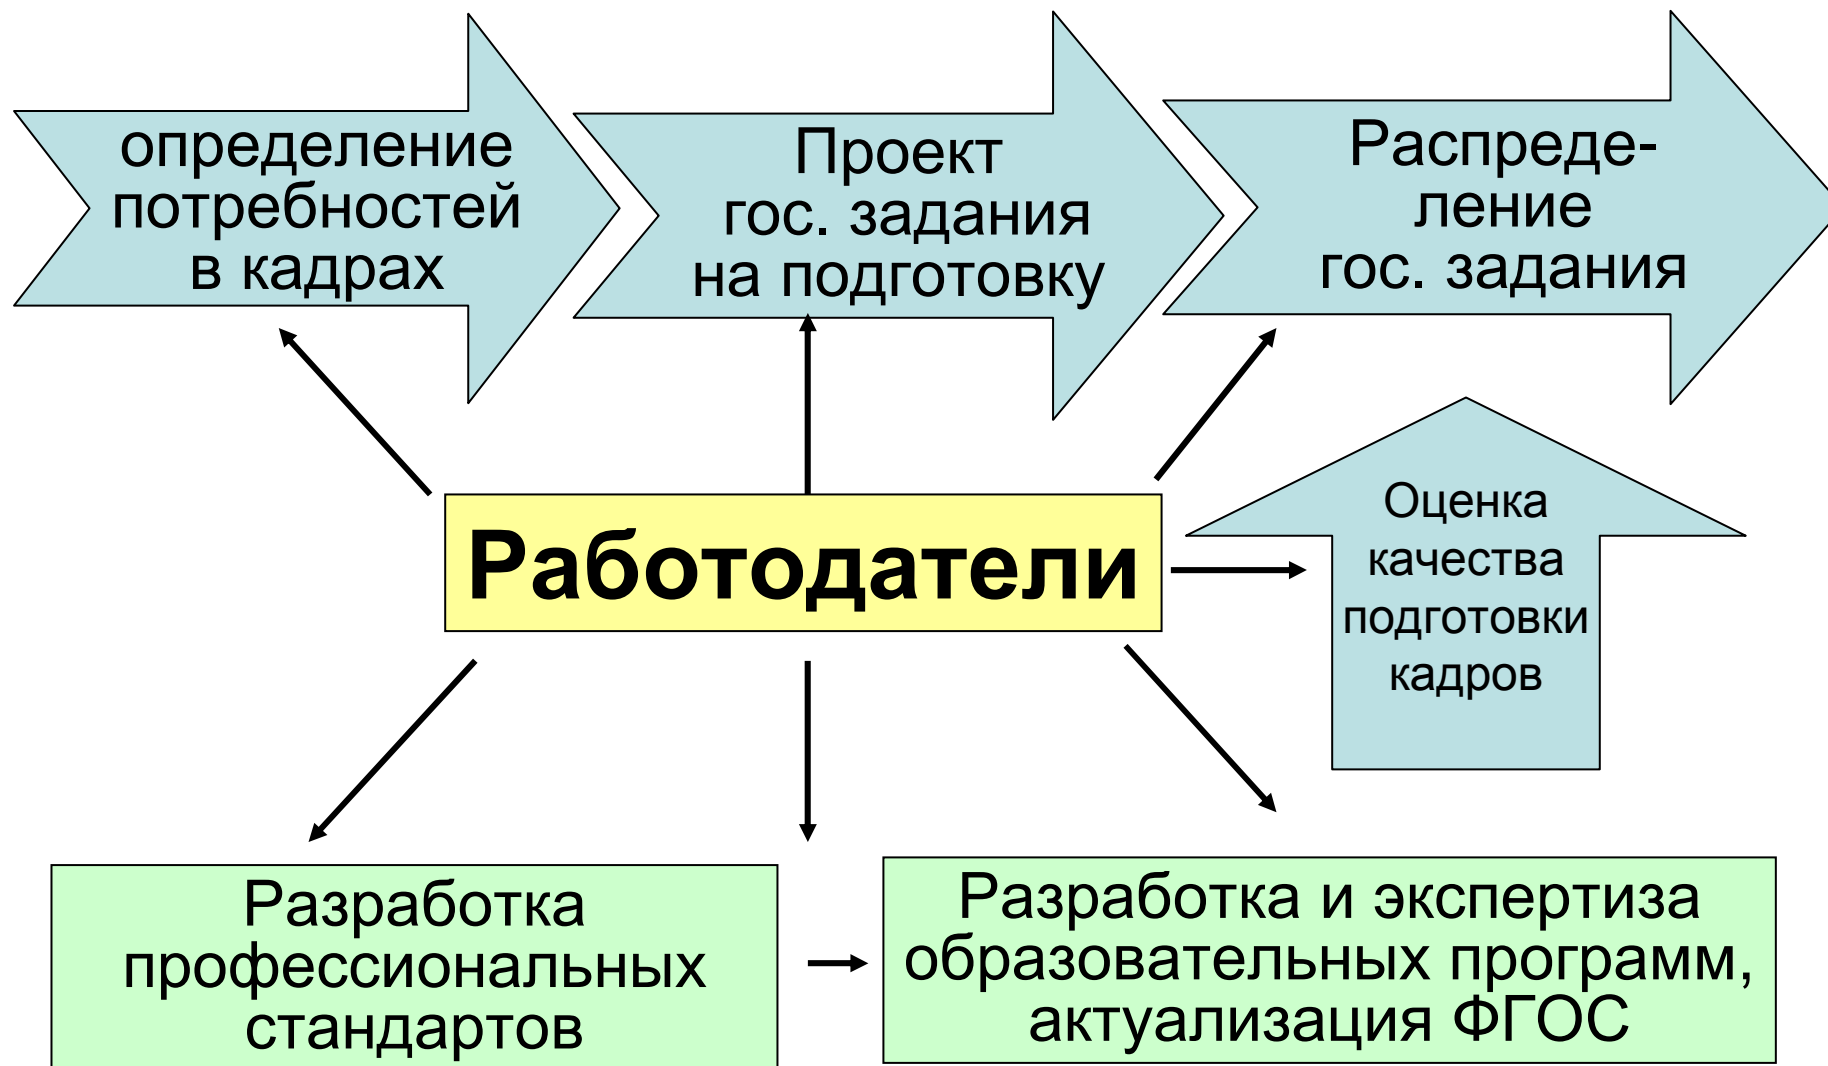 определение
потребностей
в кадрах
Проект
гос. задания
на подготовку
Распреде-
ление
гос. задания
Работодатели
Оценка
качества
подготовки
кадров
Разработка
профессиональных
стандартов
Разработка и экспертиза
образовательных программ,
актуализация ФГОС